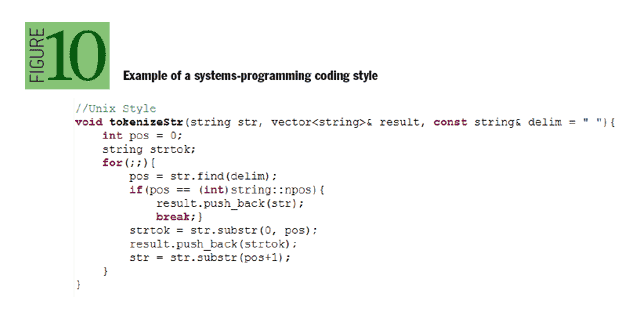 FIGURE 10
Example of a systems-programming coding style
//Unix Style
void tokenizeStr(string str, vector<string>& result, const string& delim = " "){
    int pos = 0;
    string strtok;
    for(;;){
        pos = str.find(delim);
        if(pos == (int)string::npos){
            result.push_back(str);
            break;}
        strtok = str.substr(0, pos);
        result.push_back(strtok);
        str = str.substr(pos+1);
    }
}